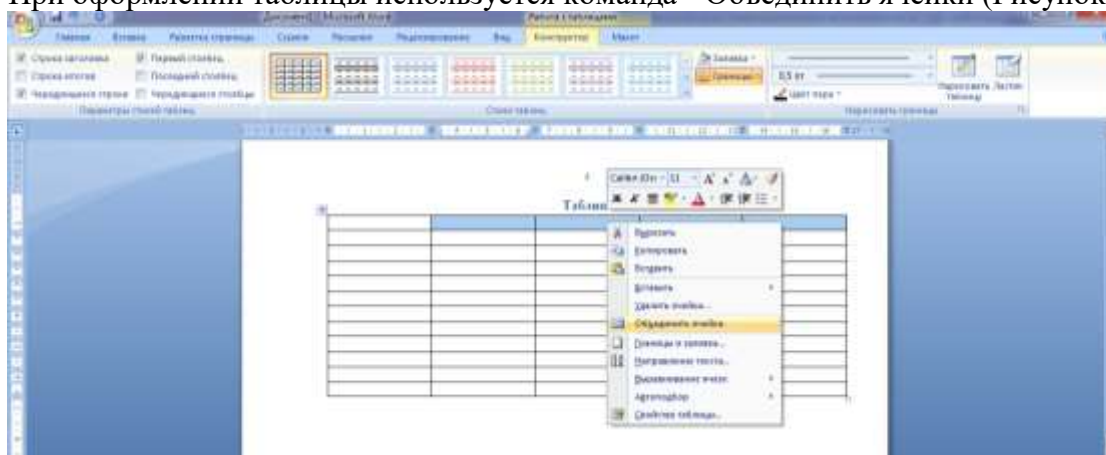 При оформлении таблицы используется команда - Объединить ячейки (Рисунок
Документ1 - Microsoft Word Работа с таблицами
Главная Вставка Разметка страницы Ссылки Рассылки Рецензирование Вид Конструктор Макет
Строка заголовка Первый столбец Заливка
Строка итогов Последний столбец Границы 0,5 пт
Чередующиеся строки Чередующиеся столбцы Цвет пера Нарисовать таблицу Ластик
Параметры стилей таблиц Стили таблиц Нарисовать границы
11
Таблиц
Вырезать
Копировать
Вставить
Вставить
Удалить ячейки...
Объединить ячейки
Границы и заливка...
Направление текста...
Выравнивание ячеек
Автоподбор
Свойства таблицы...